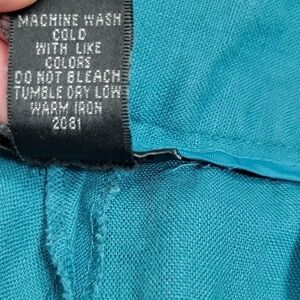 MACHINE WASH
COLD
WITH LIKE
COLORS
DO NOT BLEACH
TUMBLE DRY LOW
WARM IRON
2081